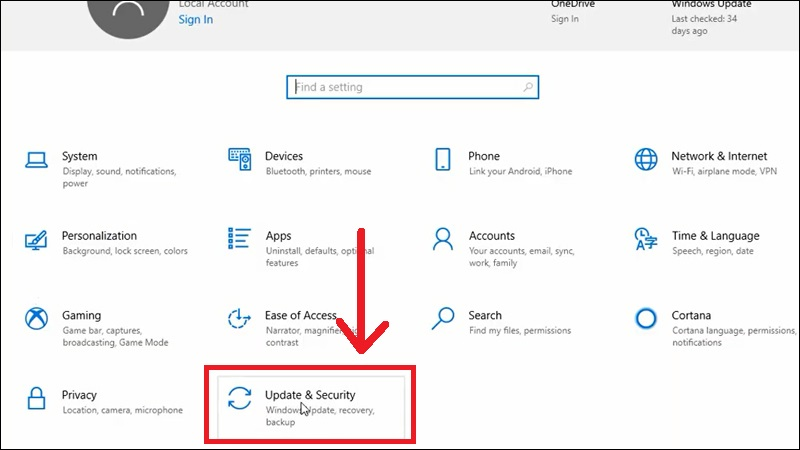 Local Account
Sign In
OneDrive
Sign In
Windows Update
Last checked: 34
days ago
Find a setting
System
Display, sound, notifications,
power
Devices
Bluetooth, printers, mouse
Phone
Link your Android, iPhone
Network & Internet
Wi-Fi, airplane mode, VPN
Personalization
Background, lock screen, colors
Apps
Uninstall, defaults, optional
features
Accounts
Your accounts, email, sync,
work, family
Time & Language
Speech, region, date
Gaming
Game bar, captures,
broadcasting, Game Mode
Ease of Access
Narrator, magnifier, high
contrast
Search
Find my files, permissions
Cortana
Cortana language, permissions,
notifications
Privacy
Location, camera, microphone
Update & Security
Windows Update, recovery,
backup